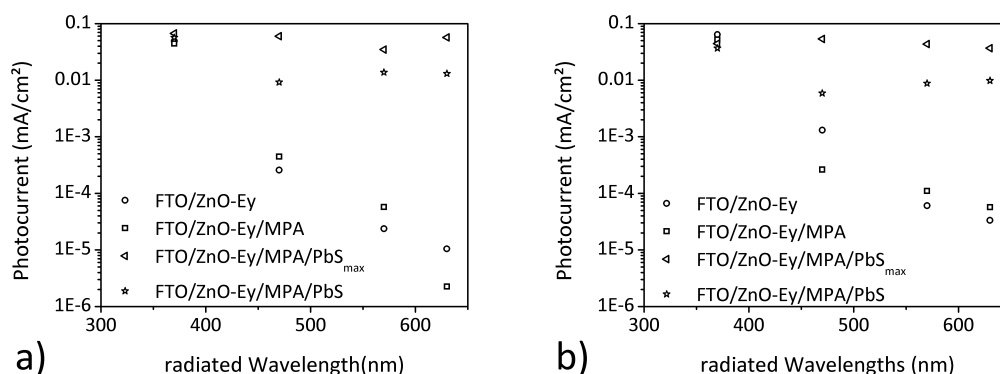 0.1
0.01
1E-3
1E-4
1E-5
1E-6
Photocurrent (mA/cm²)
FTO/ZnO-Ey
FTO/ZnO-Ey/MPA
FTO/ZnO-Ey/MPA/PbSmax
FTO/ZnO-Ey/MPA/PbS
300 400 500 600
a) radiated Wavelength(nm)
0.1
0.01
1E-3
1E-4
1E-5
1E-6
Photocurrent (mA/cm²)
FTO/ZnO-Ey
FTO/ZnO-Ey/MPA
FTO/ZnO-Ey/MPA/PbSmax
FTO/ZnO-Ey/MPA/PbS
300 400 500 600
b) radiated Wavelengths (nm)